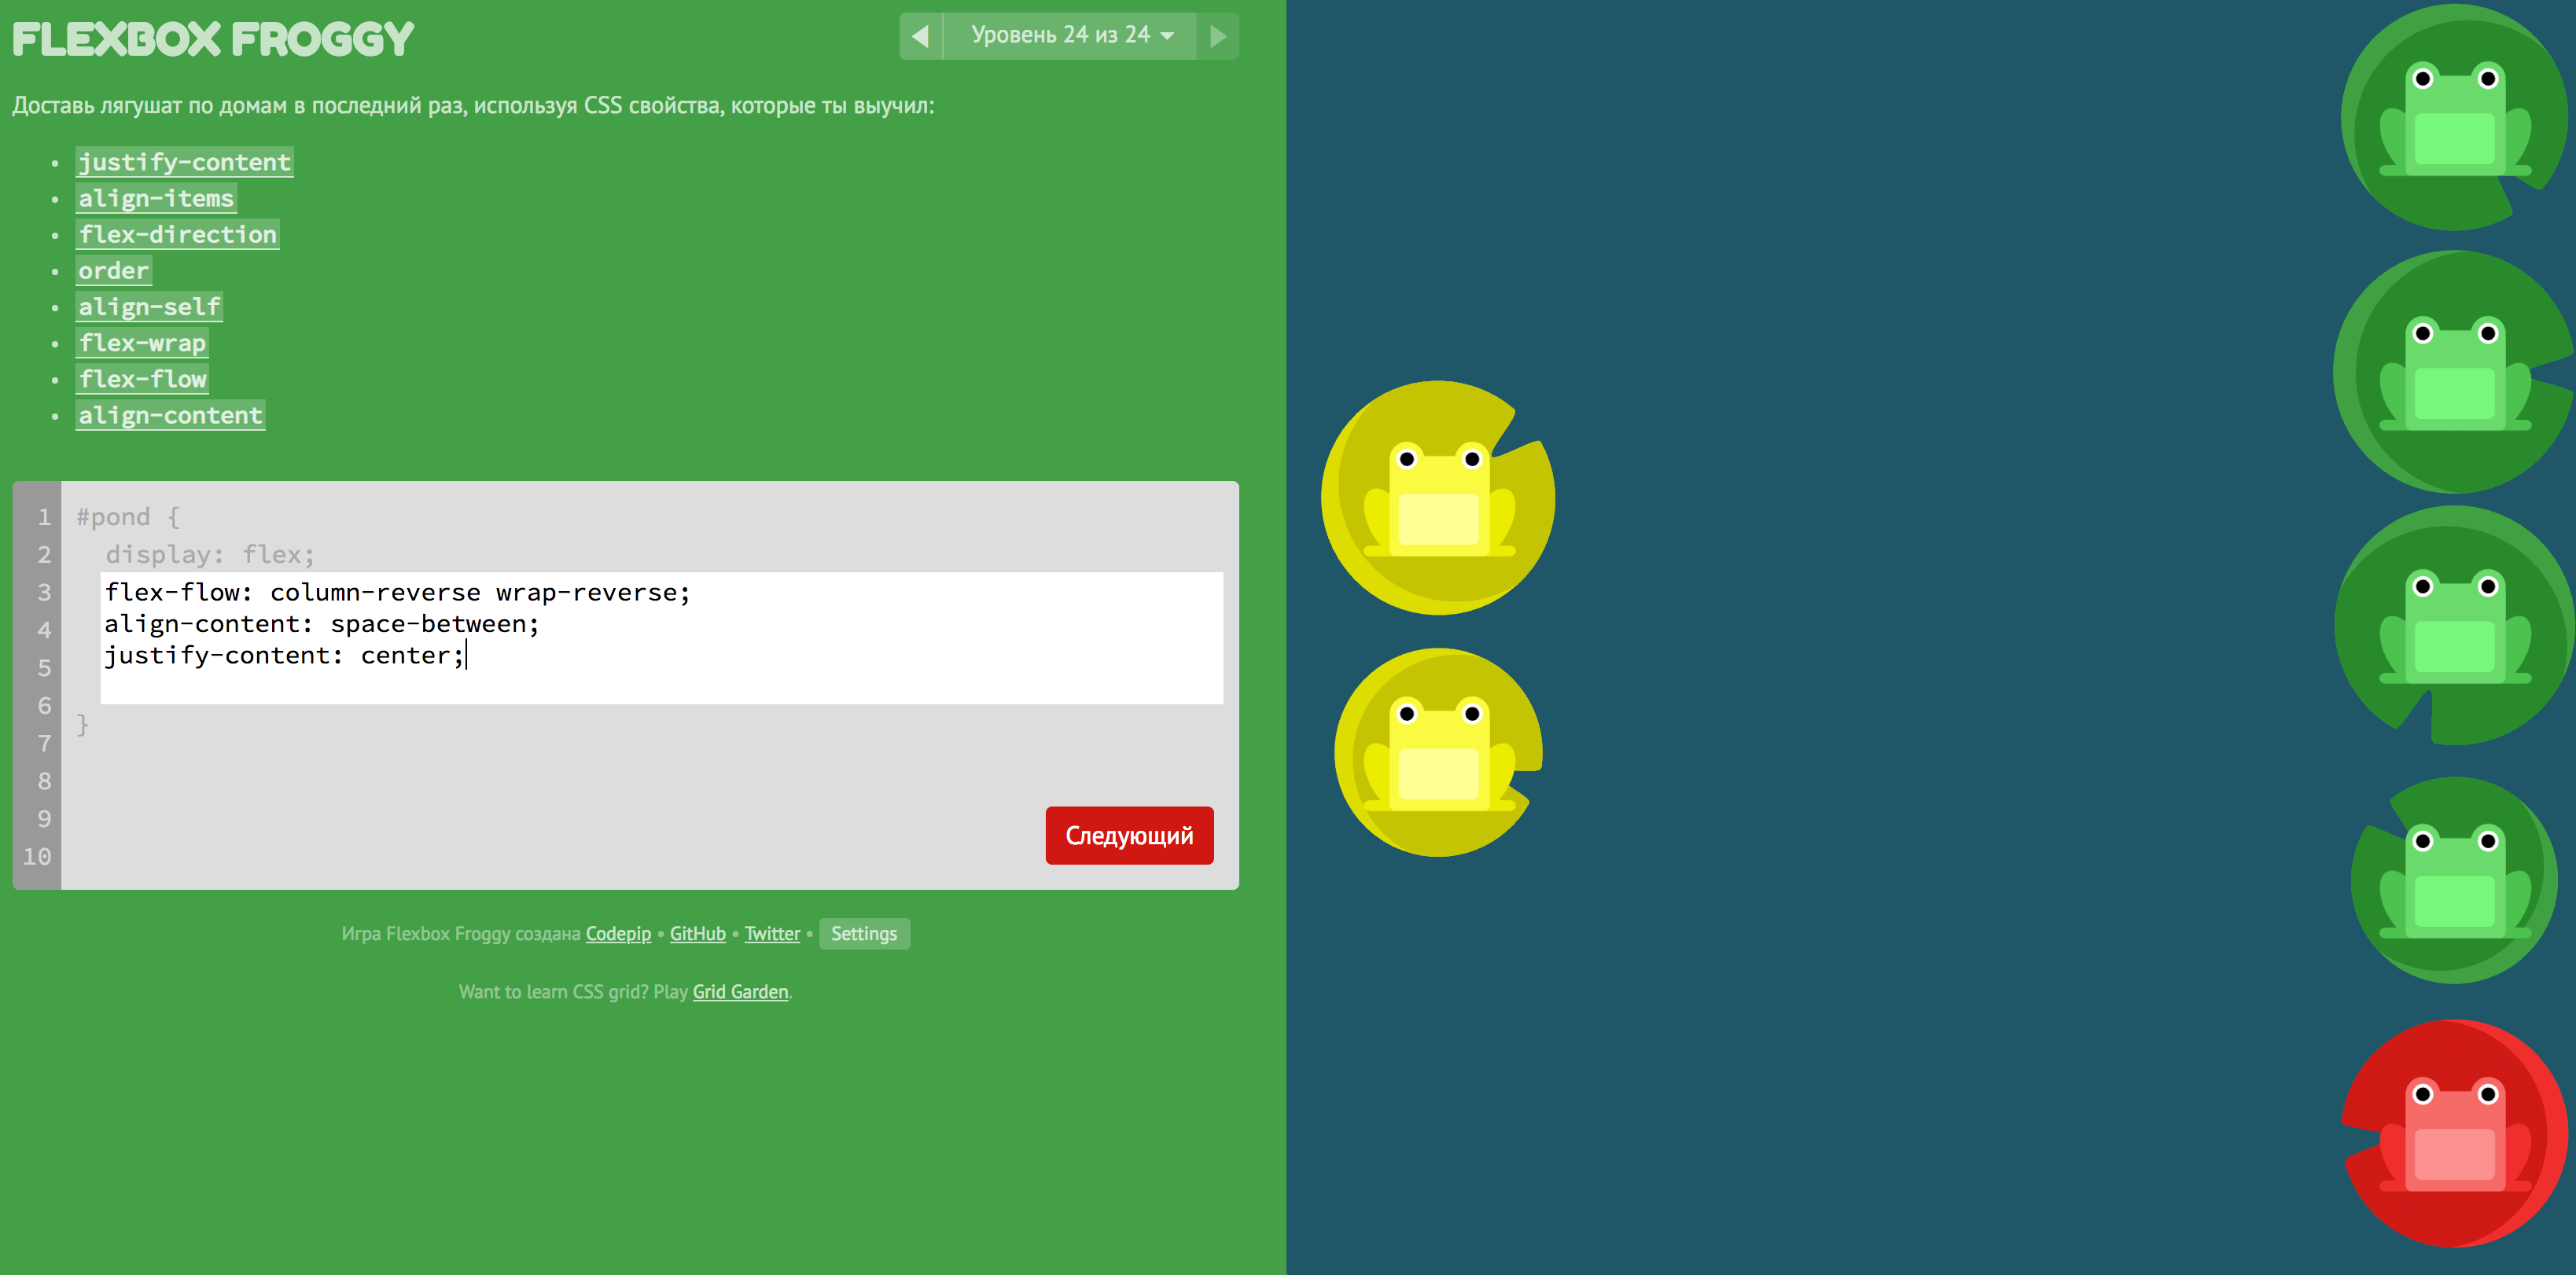 FLEXBOX FROGGY
Уровень 24 из 24
Доставь лягушат по домам в последний раз, используя CSS свойства, которые ты выучил:
• justify-content
• align-items
• flex-direction
• order
• align-self
• flex-wrap
• flex-flow
• align-content
1 #pond {
2 display: flex;
3 flex-flow: column-reverse wrap-reverse;
4 align-content: space-between;
5 justify-content: center;
6
7 }
8
9
10
Следующий
Игра Flexbox Froggy создана Codepip • GitHub • Twitter • Settings
Want to learn CSS grid? Play Grid Garden.